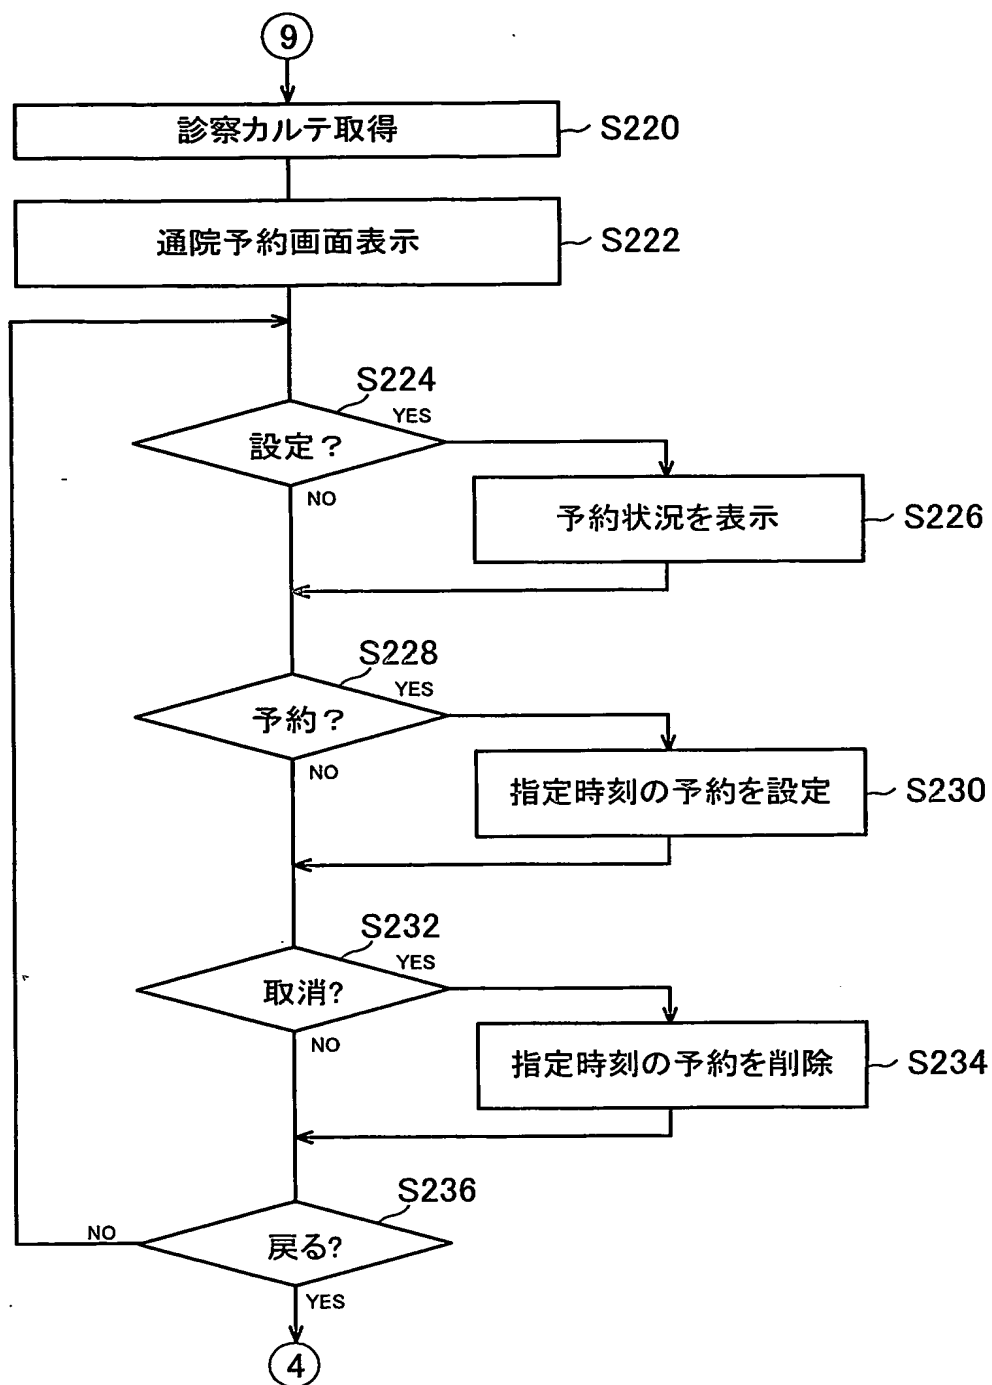 9
診察カルテ取得
S220
通院予約画面表示
S222
S224
設定?
YES
NO
予約状況を表示
S226
S228
予約?
YES
NO
指定時刻の予約を設定
S230
S232
取消?
YES
NO
指定時刻の予約を削除
S234
S236
戻る?
NO
YES
4